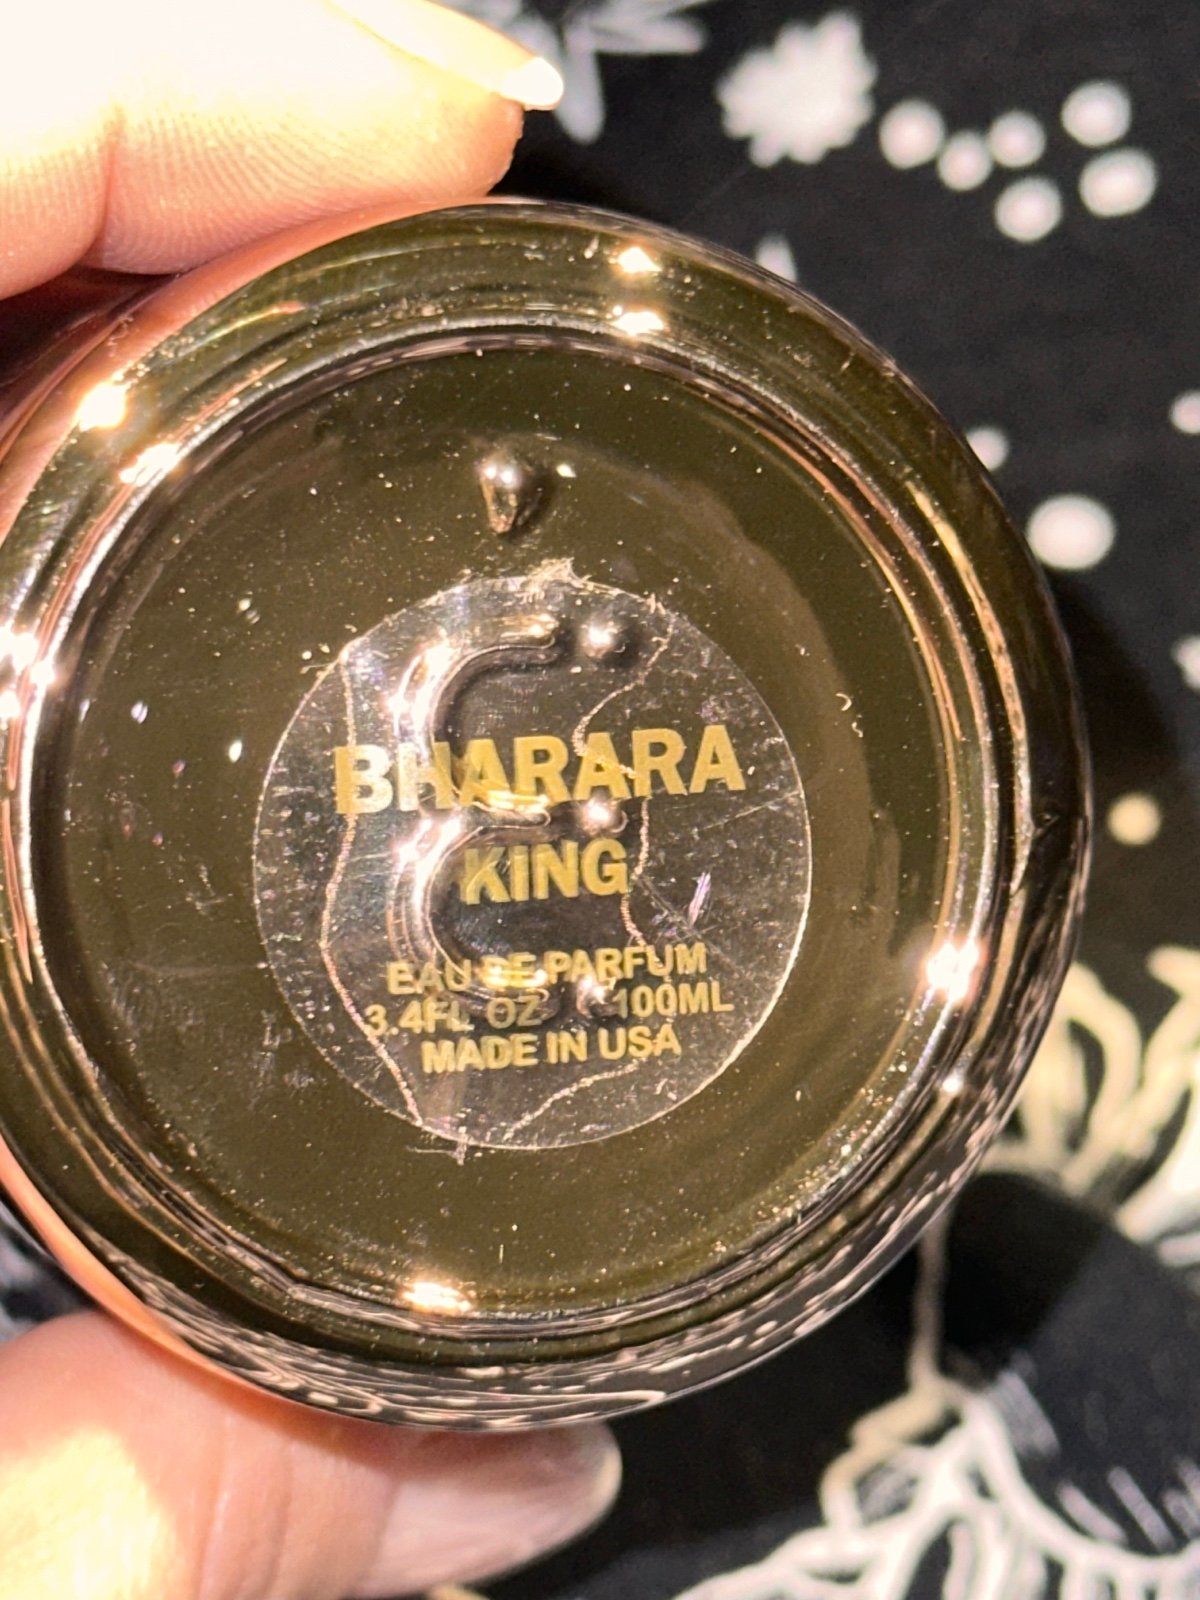 BHARARA
KING
EAU DE PARFUM
3.4FL OZ 100ML
MADE IN USA